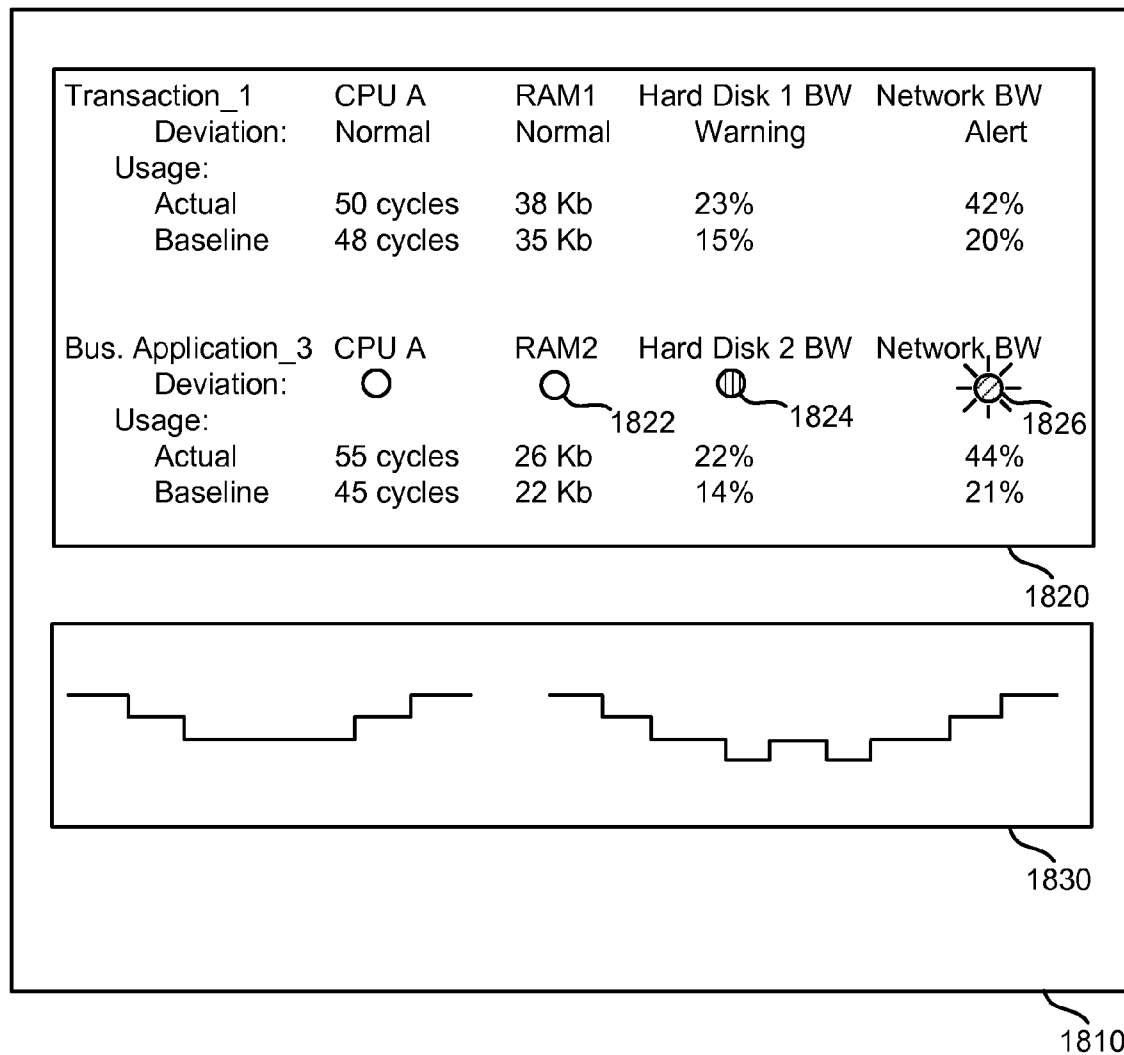 Transaction_1 CPU A RAM1 Hard Disk 1 BW Network BW
Deviation: Normal Normal Warning Alert
Usage:
Actual 50 cycles 38 Kb 23% 42%
Baseline 48 cycles 35 Kb 15% 20%
Bus. Application_3 CPU A RAM2 Hard Disk 2 BW Network BW
Deviation:
1822 1824 1826
Usage:
Actual 55 cycles 26 Kb 22% 44%
Baseline 45 cycles 22 Kb 14% 21%
1820
1830
1810